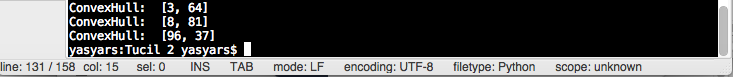 ConvexHull:  [3, 64]
ConvexHull:  [8, 81]
ConvexHull:  [96, 37]
yasyars:Tucil 2 yasyars$
line: 131 / 158  col: 15  sel: 0  INS  TAB  mode: LF  encoding: UTF-8  filetype: Python  scope: unknown